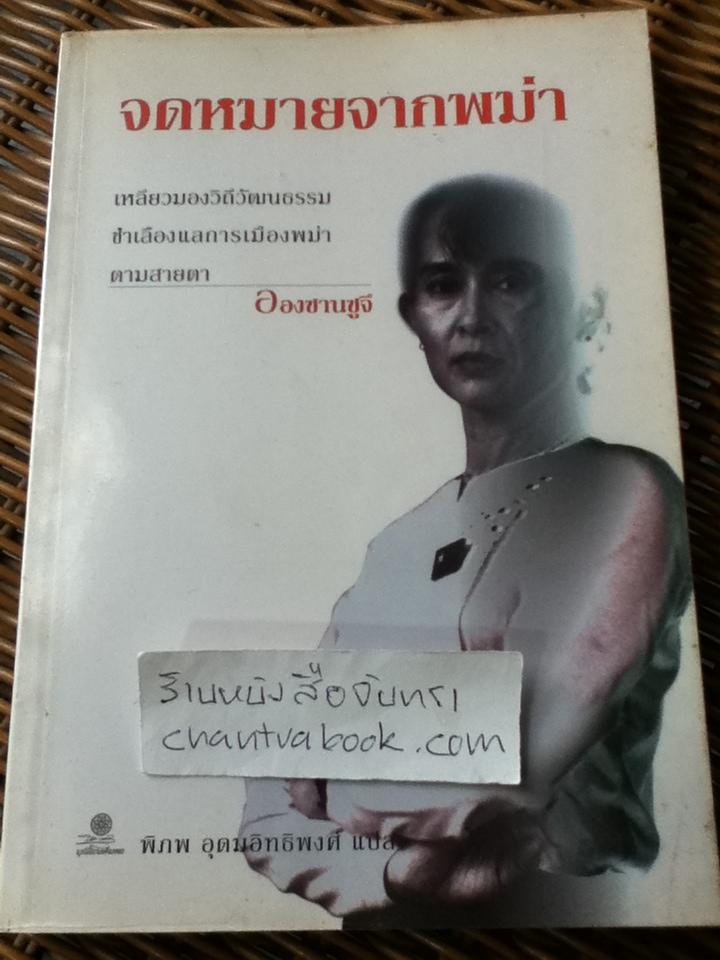 จดหมายจากพม่า
เหลียวมองวิถีวัฒนธรรม
ชำเลืองแลการเมืองพม่า
ตามสายตา
อองซานซูจี
ร้านหนังสือจันทรา
chantrabook.com
พิภพ อุดมอิทธิพงศ์ แปล